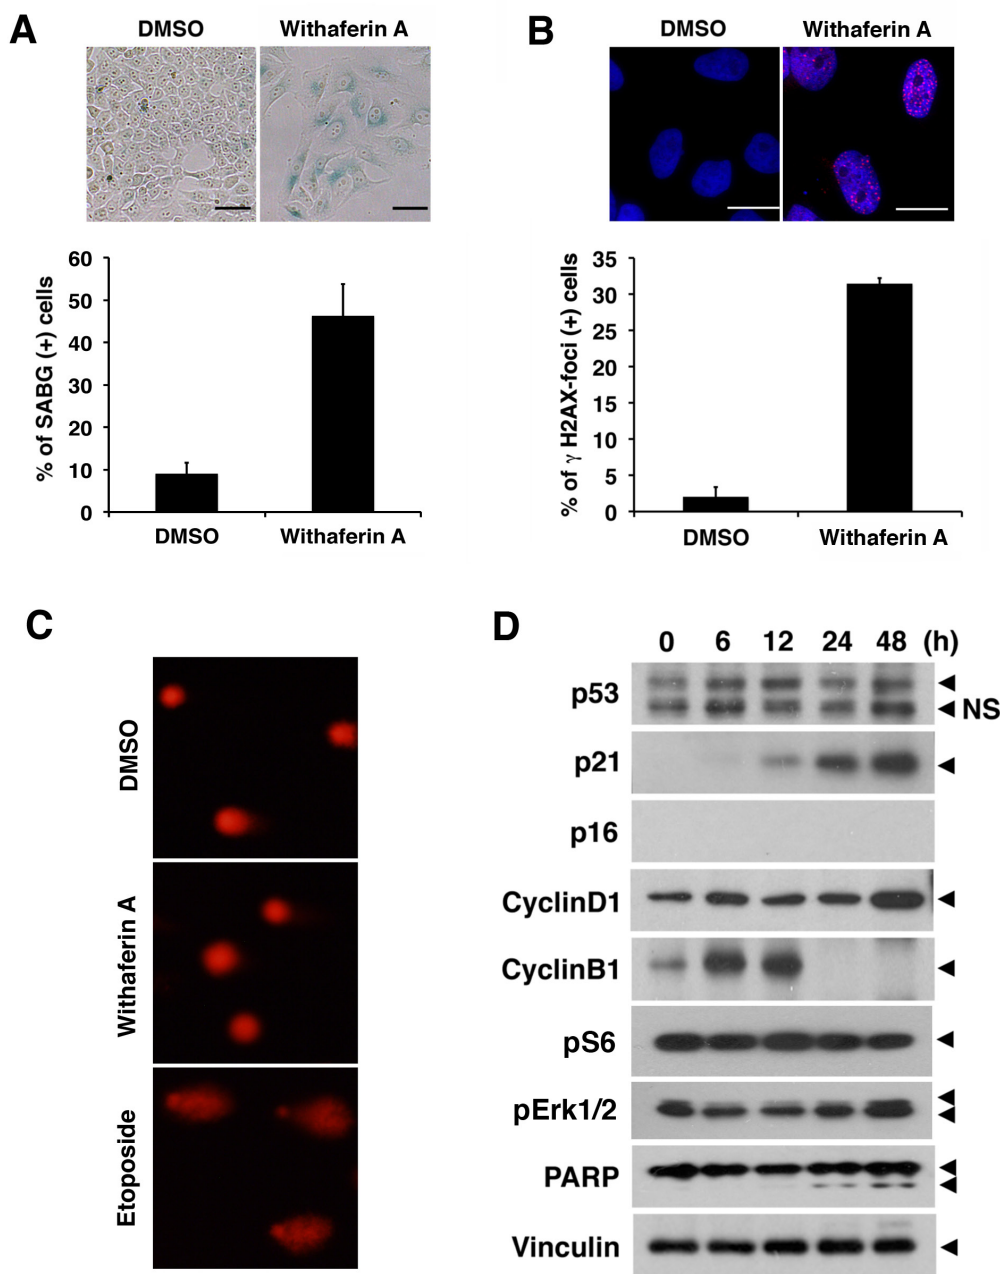 A
DMSO
Withaferin A
60
50
40
30
20
10
0
% of SABG (+) cells
DMSO
Withaferin A
B
DMSO
Withaferin A
35
30
25
20
15
10
5
0
% of γ H2AX-foci (+) cells
DMSO
Withaferin A
C
DMSO
Withaferin A
Etoposide
D
0 6 12 24 48 (h)
p53
NS
p21
p16
CyclinD1
CyclinB1
pS6
pErk1/2
PARP
Vinculin